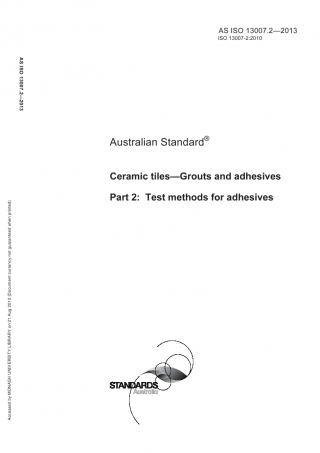 AS ISO 13007.2—2013
ISO 13007-2:2010
AS ISO 13007.2—2013
Australian Standard®
Ceramic tiles—Grouts and adhesives
Part 2: Test methods for adhesives
Accessed by MONASH UNIVERSITY LIBRARY on 21 Aug 2013 (Document currency not guaranteed when printed)
STANDARDS
Australia